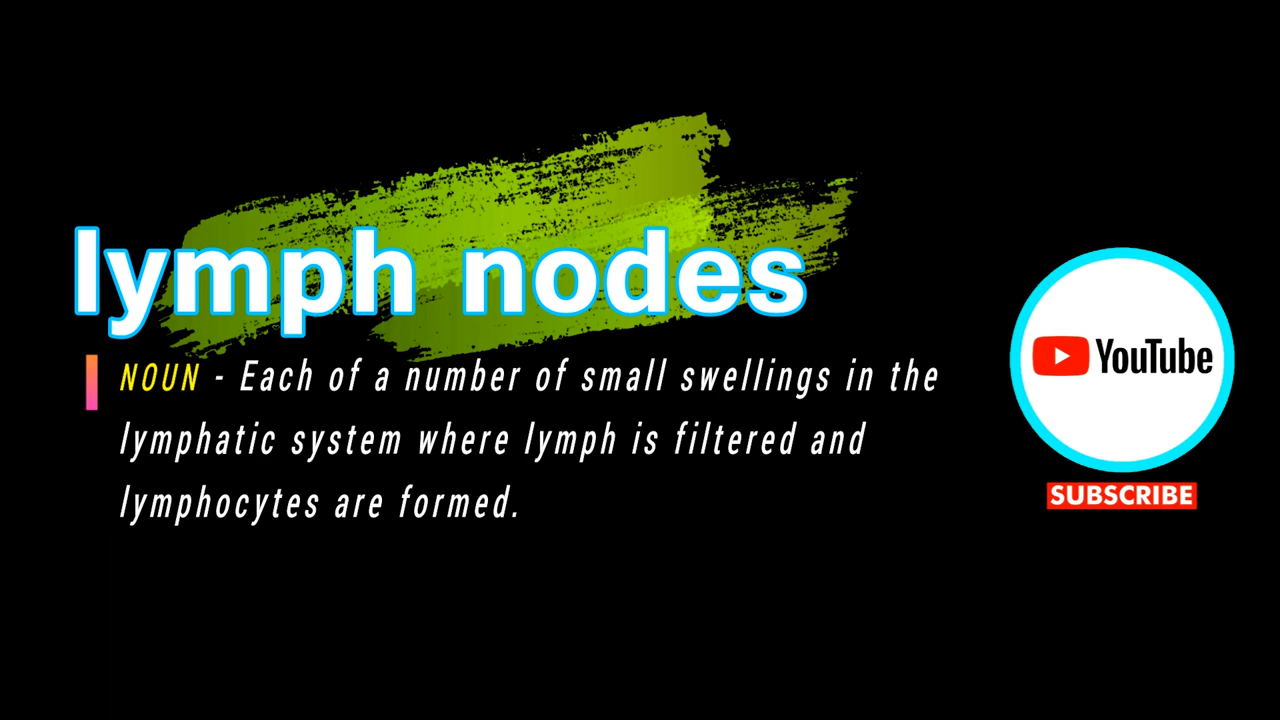 lymph nodes
NOUN - Each of a number of small swellings in the
lymphatic system where lymph is filtered and
lymphocytes are formed.
YouTube
SUBSCRIBE